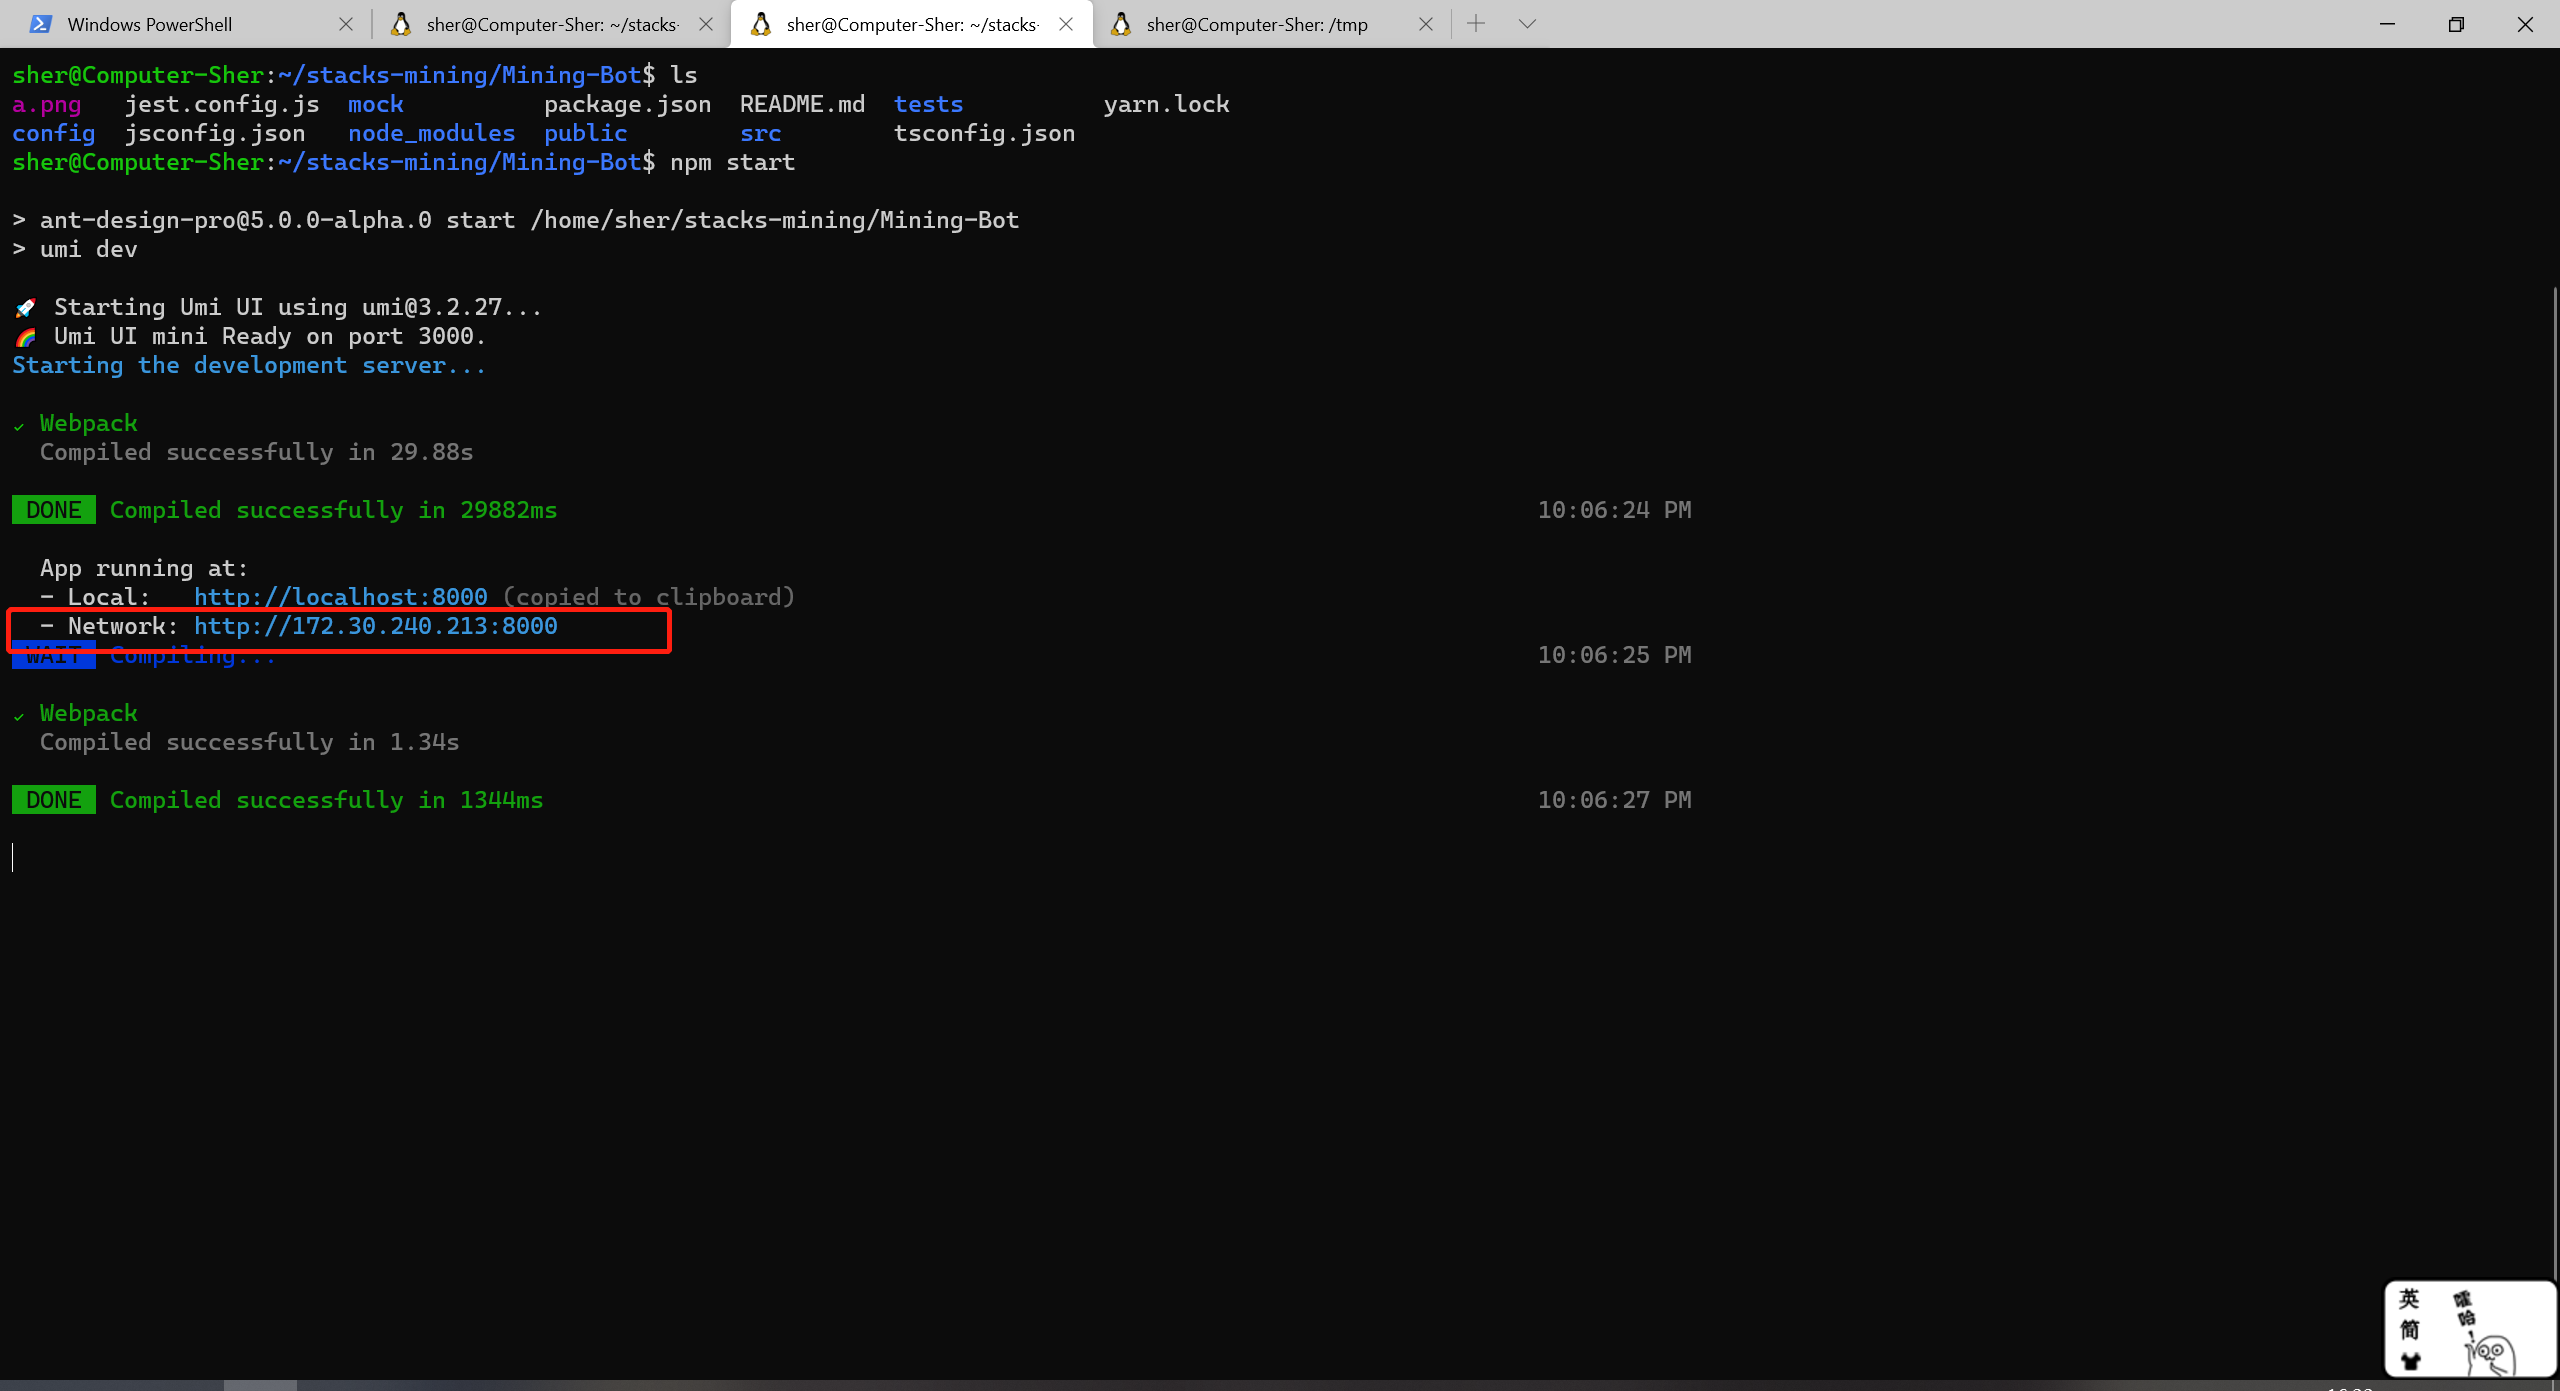 Windows PowerShell
sher@Computer-Sher: ~/stacks-
sher@Computer-Sher: ~/stacks-
sher@Computer-Sher: /tmp
sher@Computer-Sher:~/stacks-mining/Mining-Bot$ ls
a.png jest.config.js mock package.json README.md tests yarn.lock
config jsconfig.json node_modules public src tsconfig.json
sher@Computer-Sher:~/stacks-mining/Mining-Bot$ npm start
> ant-design-pro@5.0.0-alpha.0 start /home/sher/stacks-mining/Mining-Bot
> umi dev
🚀 Starting Umi UI using umi@3.2.27...
🌈 Umi UI mini Ready on port 3000.
Starting the development server...
✔ Webpack
Compiled successfully in 29.88s
DONE Compiled successfully in 29882ms 10:06:24 PM
App running at:
- Local: http://localhost:8000 (copied to clipboard)
- Network: http://172.30.240.213:8000
WAIT Compiling... 10:06:25 PM
✔ Webpack
Compiled successfully in 1.34s
DONE Compiled successfully in 1344ms 10:06:27 PM
英
简